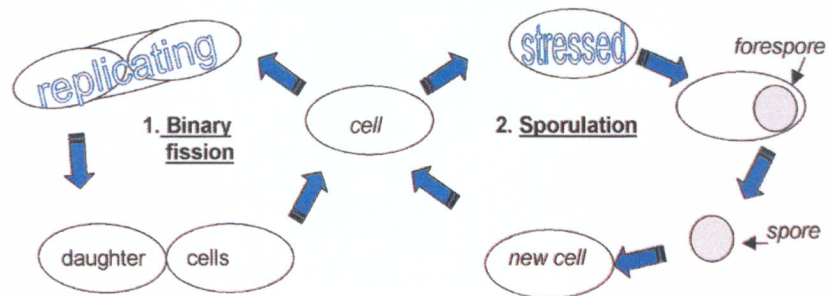 replicating
stressed
forespore
1. Binary
fission
cell
2. Sporulation
daughter cells
new cell
spore